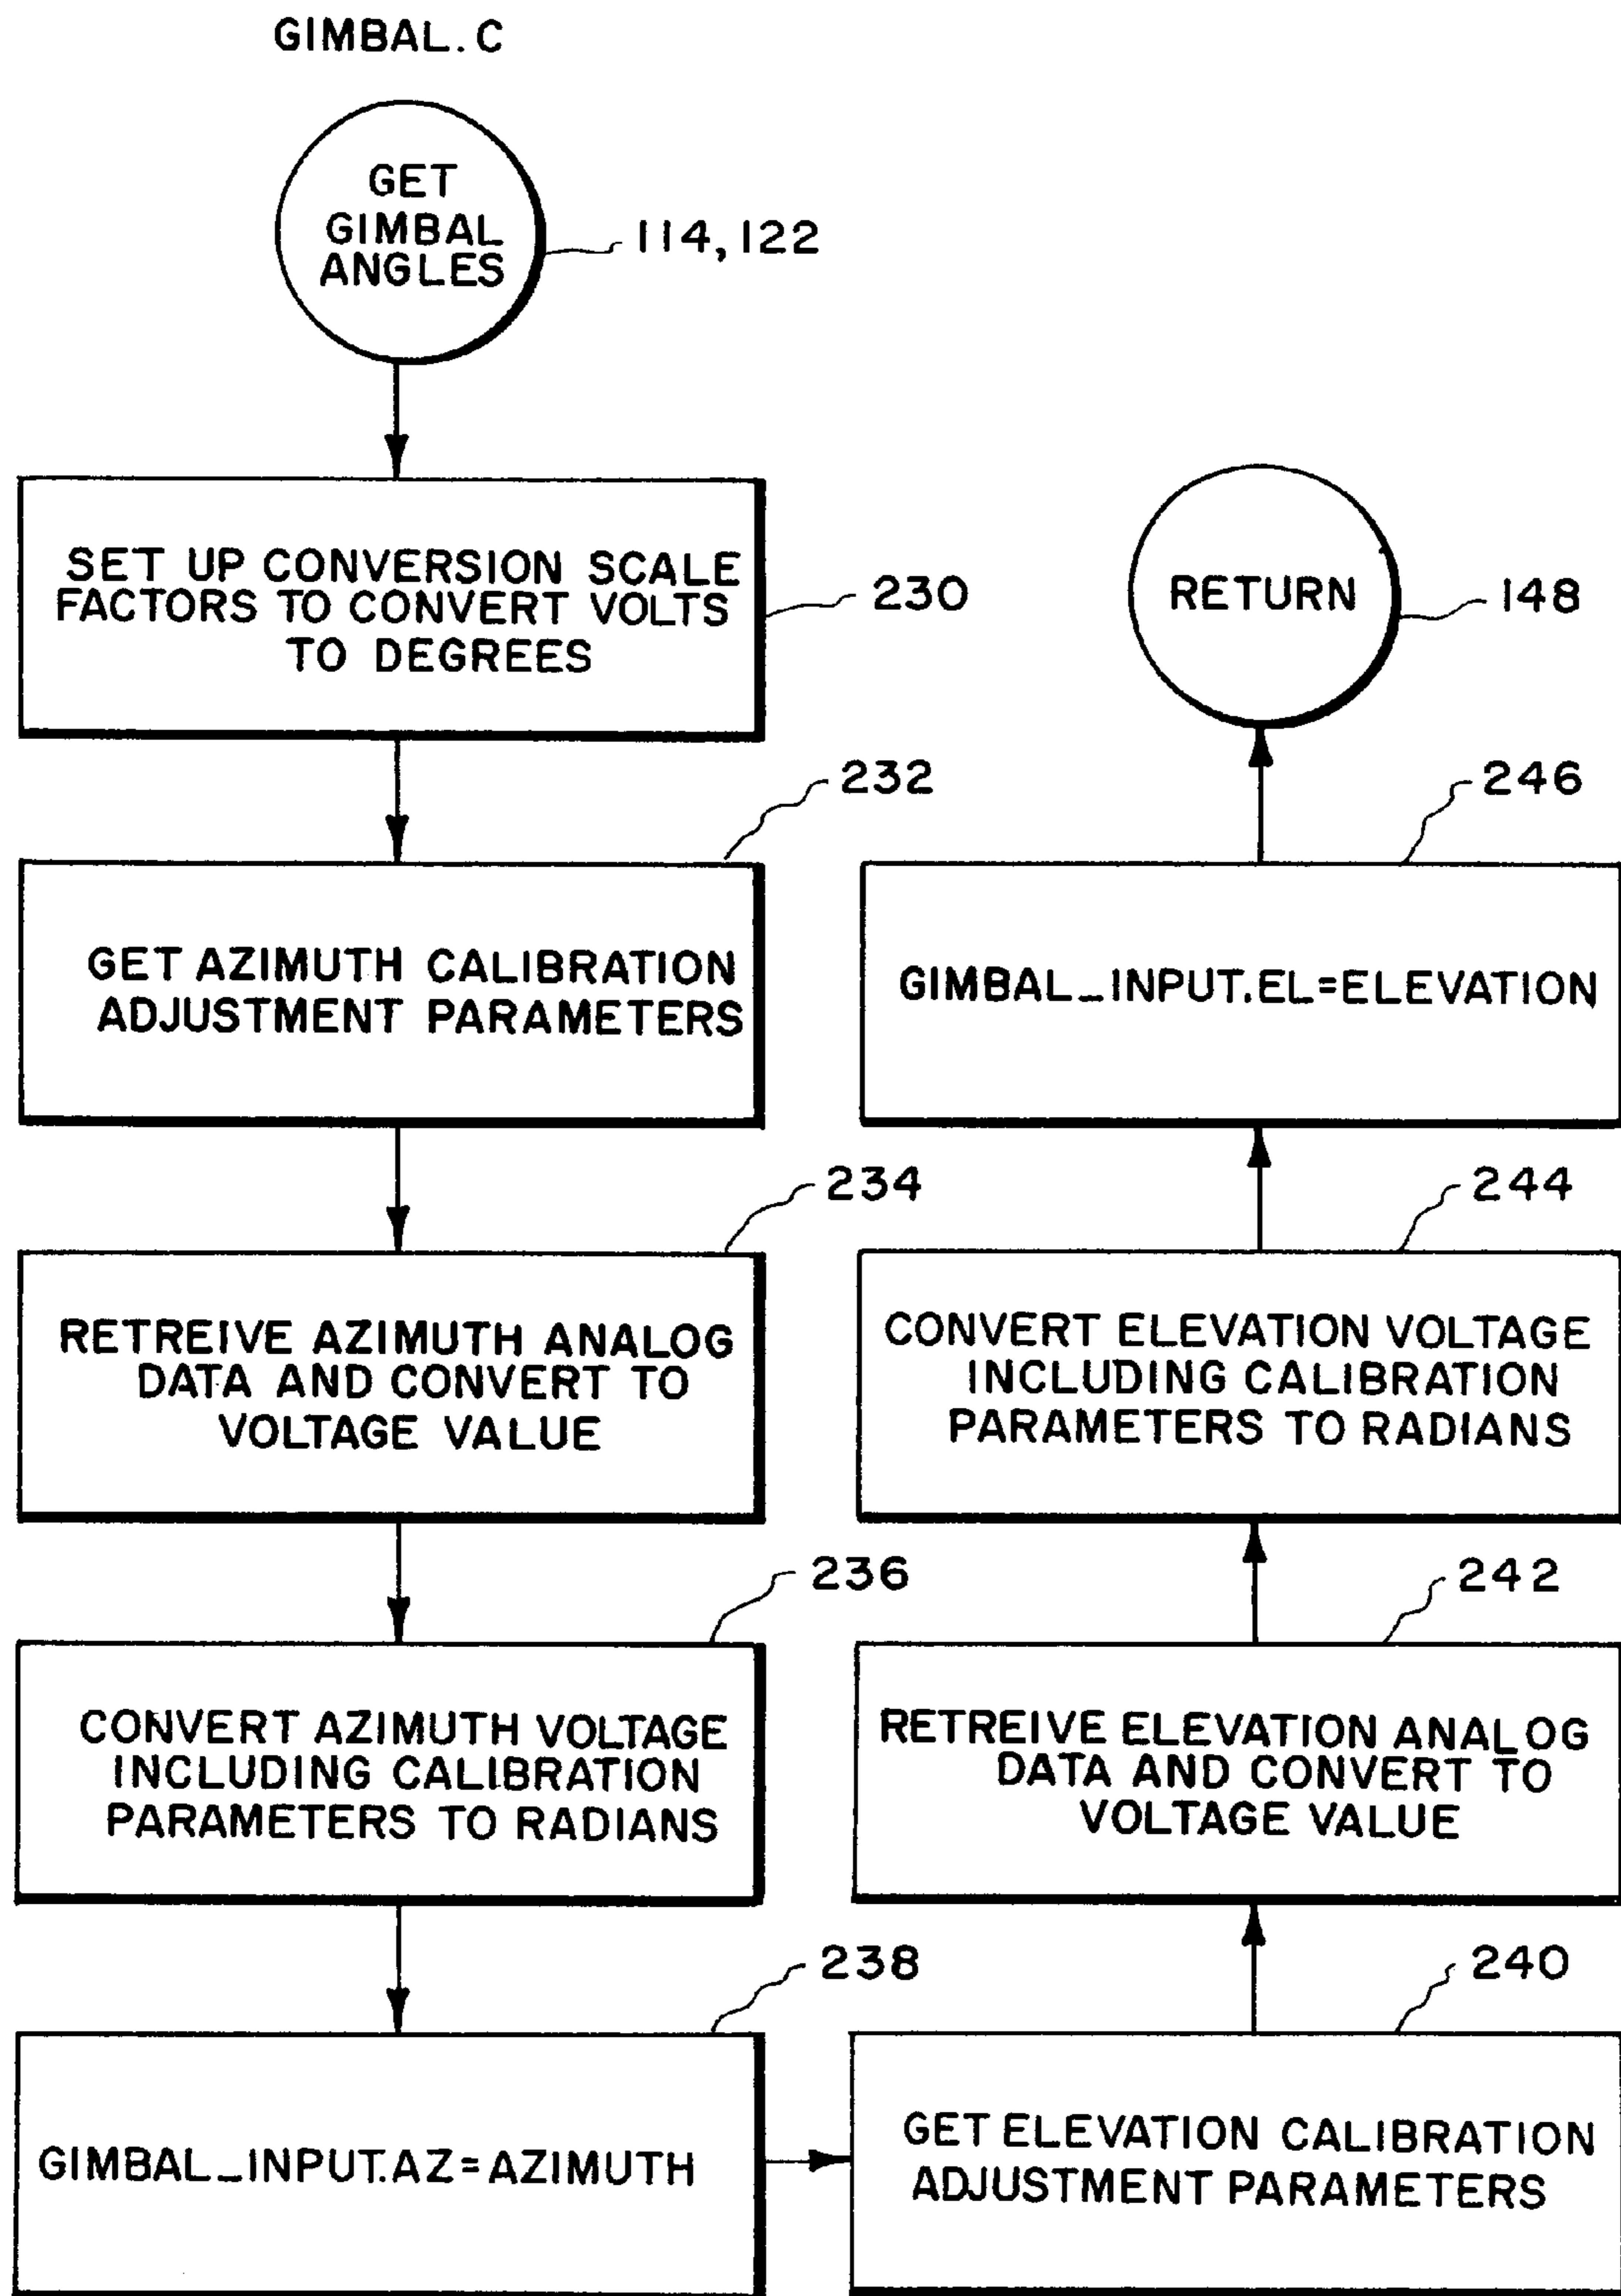 GIMBAL.C
GET
GIMBAL
ANGLES
114, 122
SET UP CONVERSION SCALE
FACTORS TO CONVERT VOLTS
TO DEGREES
230
232
GET AZIMUTH CALIBRATION
ADJUSTMENT PARAMETERS
234
RETREIVE AZIMUTH ANALOG
DATA AND CONVERT TO
VOLTAGE VALUE
236
CONVERT AZIMUTH VOLTAGE
INCLUDING CALIBRATION
PARAMETERS TO RADIANS
238
GIMBAL_INPUT.AZ=AZIMUTH
240
GET ELEVATION CALIBRATION
ADJUSTMENT PARAMETERS
242
RETREIVE ELEVATION ANALOG
DATA AND CONVERT TO
VOLTAGE VALUE
244
CONVERT ELEVATION VOLTAGE
INCLUDING CALIBRATION
PARAMETERS TO RADIANS
246
GIMBAL_INPUT.EL=ELEVATION
RETURN
148